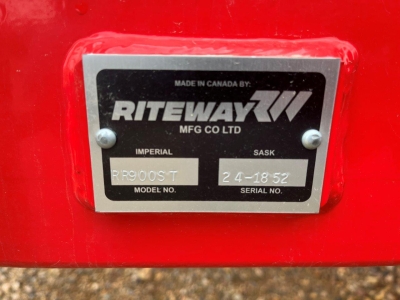 MADE IN CANADA BY:
RITEWAY
MFG CO LTD
IMPERIAL SASK
RR900ST 24-1852
MODEL NO. SERIAL NO.